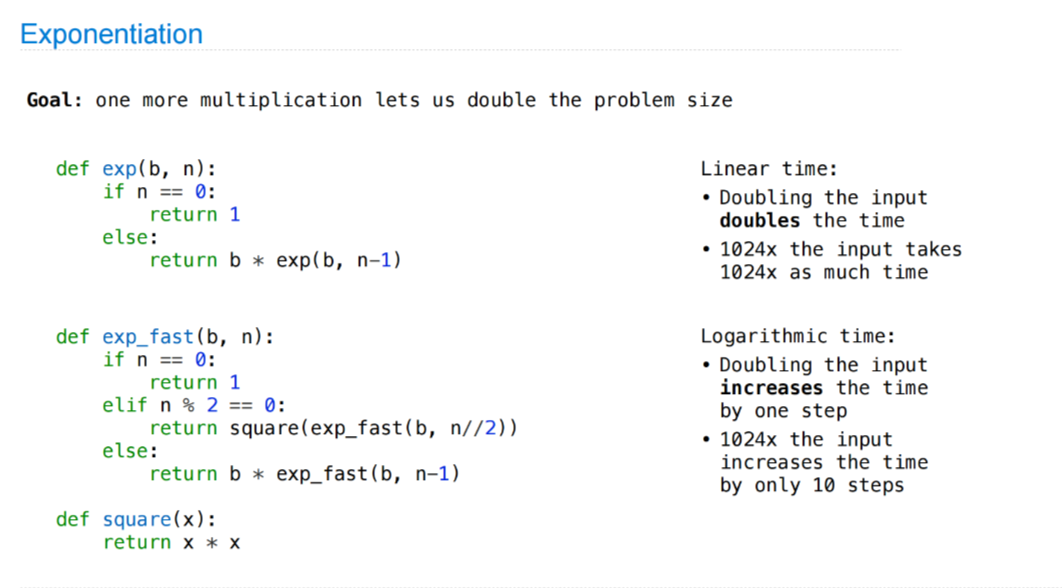 Exponentiation
Goal: one more multiplication lets us double the problem size
def exp(b, n):
    if n == 0:
        return 1
    else:
        return b * exp(b, n-1)
Linear time:
• Doubling the input
doubles the time
• 1024x the input takes
1024x as much time
def exp_fast(b, n):
    if n == 0:
        return 1
    elif n % 2 == 0:
        return square(exp_fast(b, n//2))
    else:
        return b * exp_fast(b, n-1)
def square(x):
    return x * x
Logarithmic time:
• Doubling the input
increases the time
by one step
• 1024x the input
increases the time
by only 10 steps